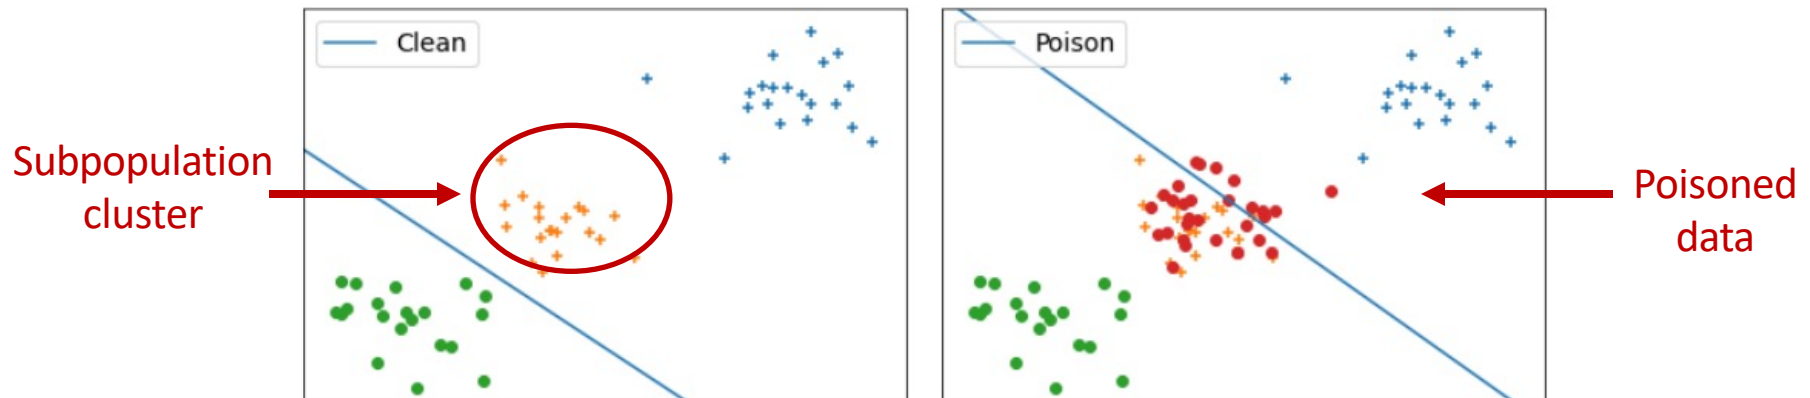 Clean
Subpopulation
cluster
Poison
Poisoned
data